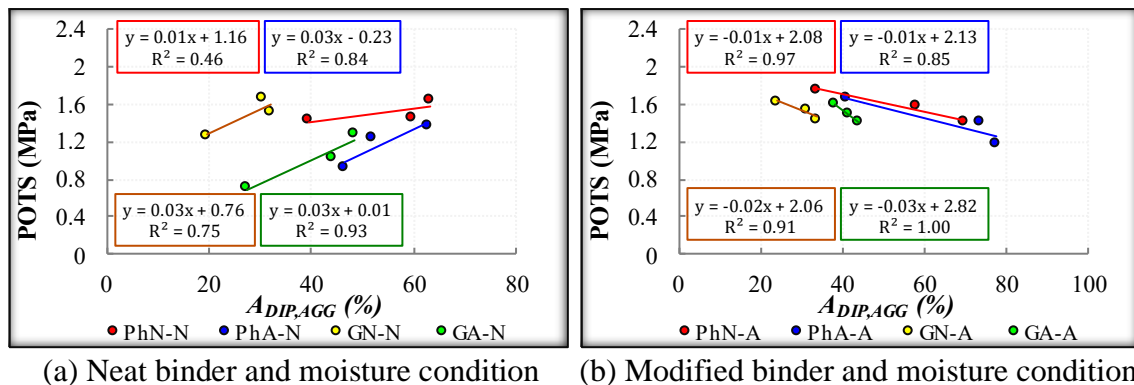 2.4
2
1.6
1.2
0.8
0.4
0
POTS (MPa)
y = 0.01x + 1.16
R² = 0.46
y = 0.03x - 0.23
R² = 0.84
y = 0.03x + 0.76
R² = 0.75
y = 0.03x + 0.01
R² = 0.93
0 20 40 60 80
A_DIP,AGG (%)
PhN-N PhA-N GN-N GA-N
(a) Neat binder and moisture condition
2.4
2
1.6
1.2
0.8
0.4
0
POTS (MPa)
y = -0.01x + 2.08
R² = 0.97
y = -0.01x + 2.13
R² = 0.85
y = -0.02x + 2.06
R² = 0.91
y = -0.03x + 2.82
R² = 1.00
0 20 40 60 80 100
A_DIP,AGG (%)
PhN-A PhA-A GN-A GA-A
(b) Modified binder and moisture condition